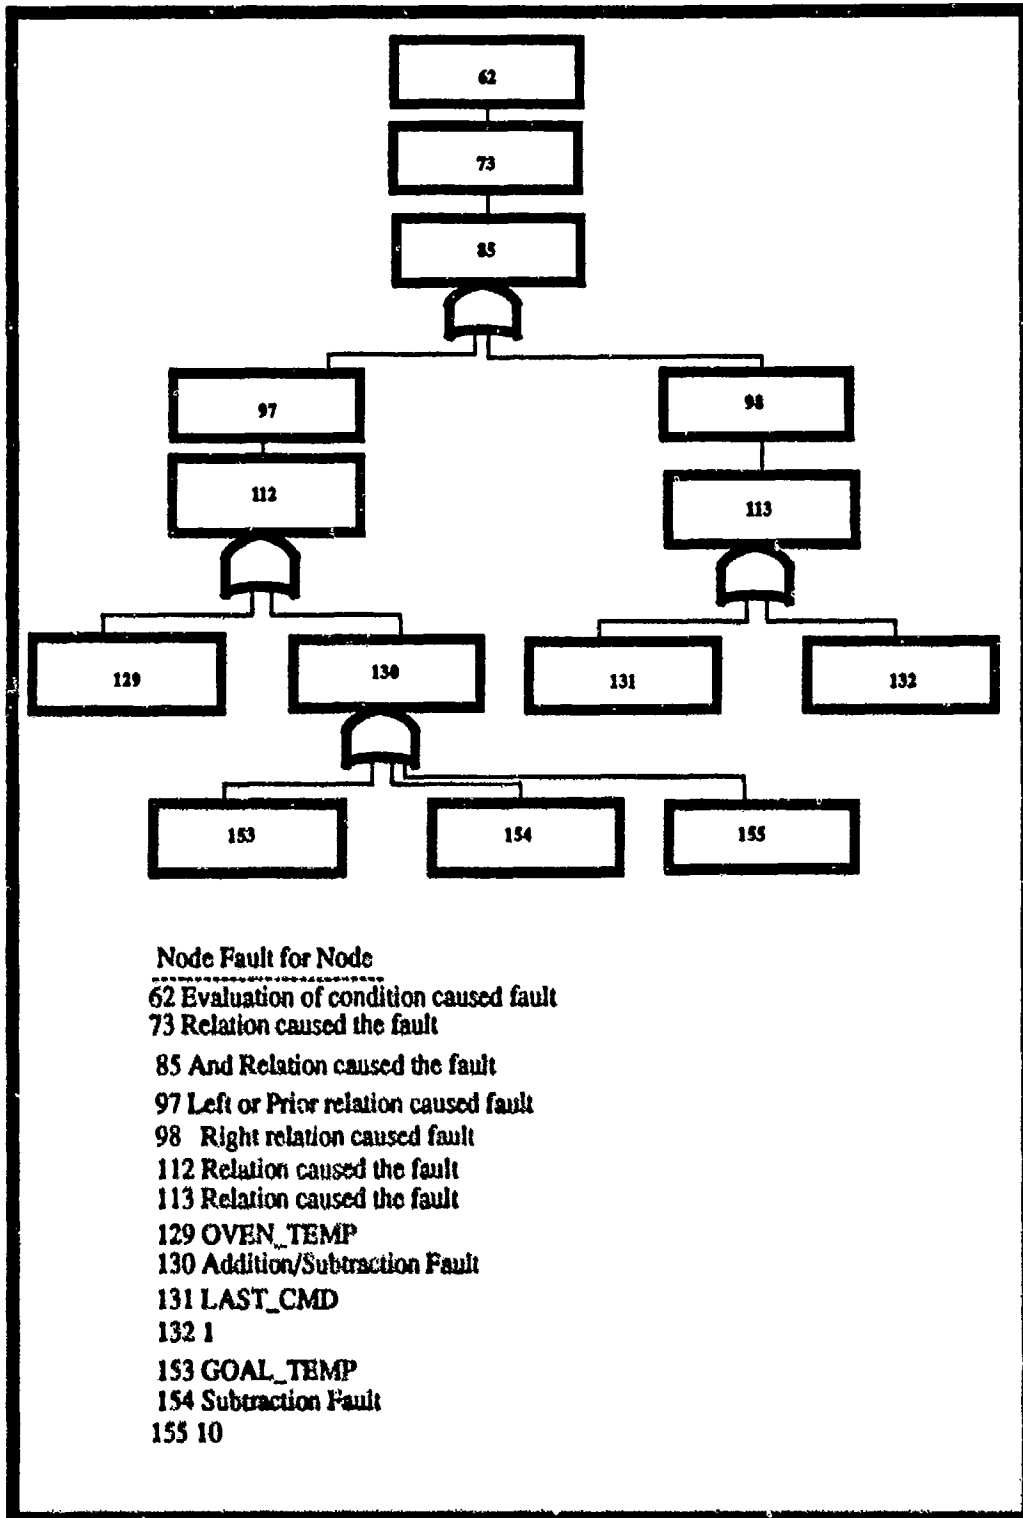 62
73
85
97
98
112
113
129
130
131
132
153
154
155
Node Fault for Node
62 Evaluation of condition caused fault
73 Relation caused the fault
85 And Relation caused the fault
97 Left or Prior relation caused fault
98 Right relation caused fault
112 Relation caused the fault
113 Relation caused the fault
129 OVEN_TEMP
130 Addition/Subtraction Fault
131 LAST_CMD
132 1
153 GOAL_TEMP
154 Subtraction Fault
155 10